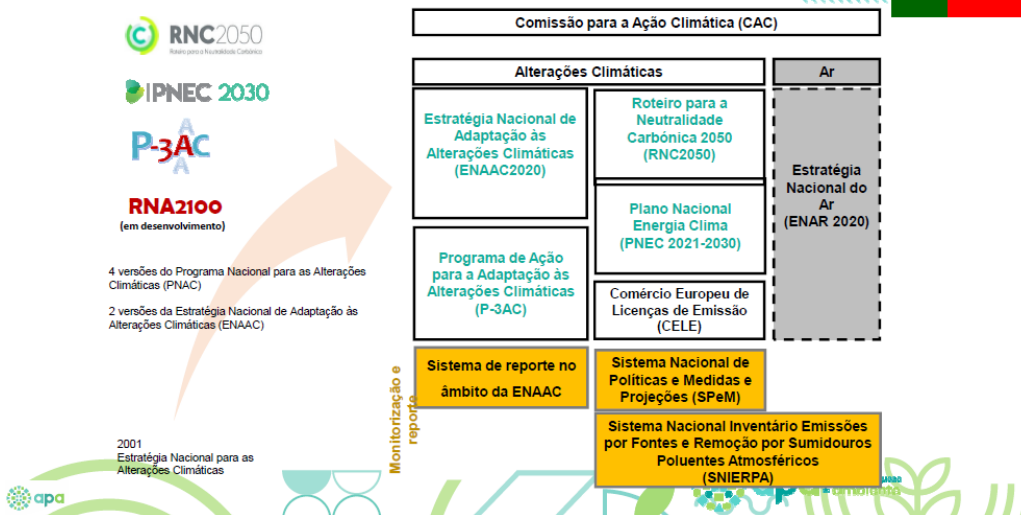 RNC2050
Roteiro para a Neutralidade Carbónica
PNEC 2030
P-3AC
RNA2100
(em desenvolvimento)
4 versões do Programa Nacional para as Alterações
Climáticas (PNAC)
2 versões da Estratégia Nacional de Adaptação às
Alterações Climáticas (ENAAC)
2001
Estratégia Nacional para as
Alterações Climáticas
apa
Comissão para a Ação Climática (CAC)
Alterações Climáticas
Ar
Estratégia Nacional de
Adaptação às
Alterações Climáticas
(ENAAC2020)
Roteiro para a
Neutralidade
Carbónica 2050
(RNC2050)
Estratégia
Nacional do
Ar
(ENAR 2020)
Plano Nacional
Energia Clima
(PNEC 2021-2030)
Programa de Ação
para a Adaptação às
Alterações Climáticas
(P-3AC)
Comércio Europeu de
Licenças de Emissão
(CELE)
Monitorização e
reporte
Sistema de reporte no
âmbito da ENAAC
Sistema Nacional de
Políticas e Medidas e
Projeções (SPeM)
Sistema Nacional Inventário Emissões
por Fontes e Remoção por Sumidouros
Poluentes Atmosféricos
(SNIERPA)